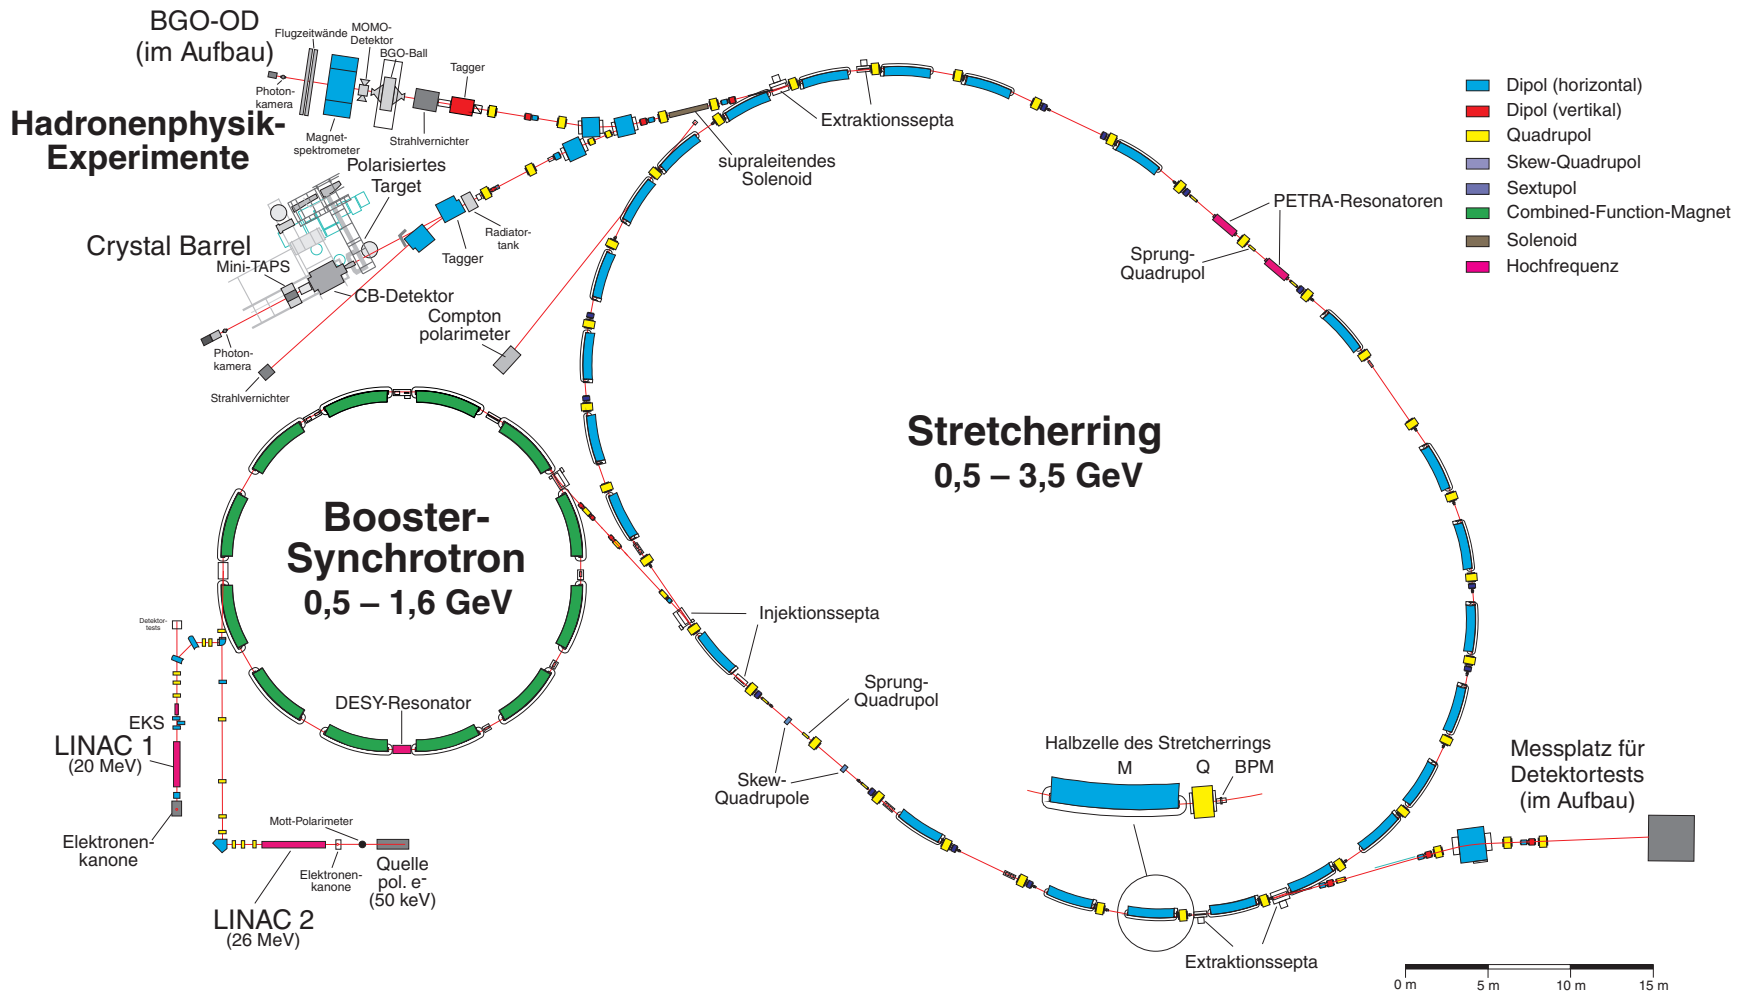 BGO-OD
(im Aufbau)
Flugzeitwände
MOMO-
Detektor
BGO-Ball
Tagger
Photon-
kamera
Magnet-
spektrometer
Strahlvernichter
Hadronenphysik-
Experimente
Polarisiertes
Target
Crystal Barrel
Mini-TAPS
CB-Detektor
Tagger
Radiator-
tank
Photon-
kamera
Strahlvernichter
Compton
polarimeter
supraleitendes
Solenoid
Extraktionssepta
PETRA-Resonatoren
Sprung-
Quadrupol
Dipol (horizontal)
Dipol (vertikal)
Quadrupol
Skew-Quadrupol
Sextupol
Combined-Function-Magnet
Solenoid
Hochfrequenz
Stretcherring
0,5 – 3,5 GeV
Booster-
Synchrotron
0,5 – 1,6 GeV
Injektionssepta
Sprung-
Quadrupol
Skew-
Quadrupole
DESY-Resonator
Detektor-
tests
EKS
LINAC 1
(20 MeV)
Elektronen-
kanone
Mott-Polarimeter
Elektronen-
kanone
Quelle
pol. e-
(50 keV)
LINAC 2
(26 MeV)
Halbzelle des Stretcherrings
M
Q
BPM
Extraktionssepta
Messplatz für
Detektortests
(im Aufbau)
0 m
5 m
10 m
15 m